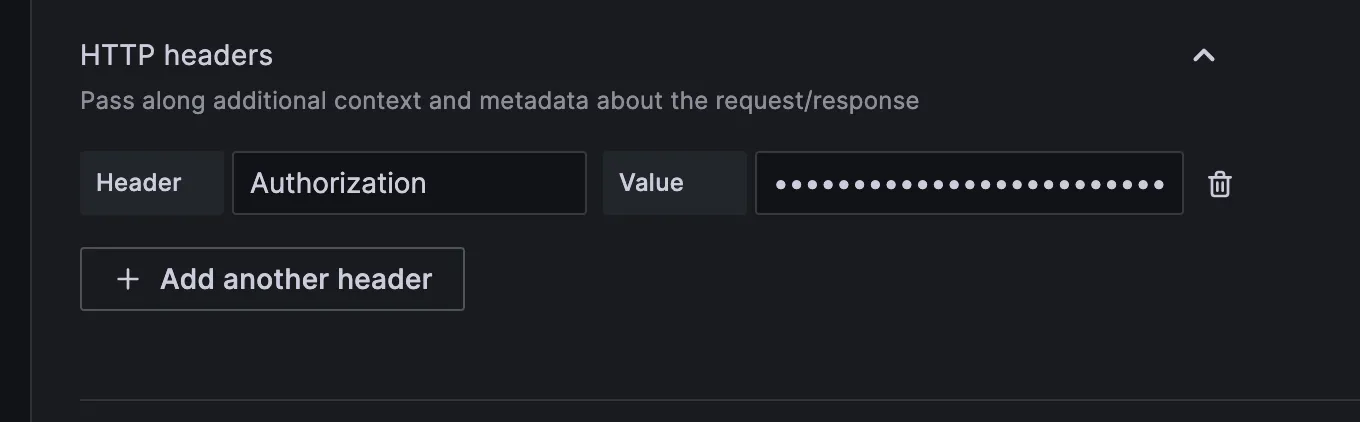 HTTP headers
Pass along additional context and metadata about the request/response
Header Authorization Value •••••••••••••••••••••••••
+ Add another header